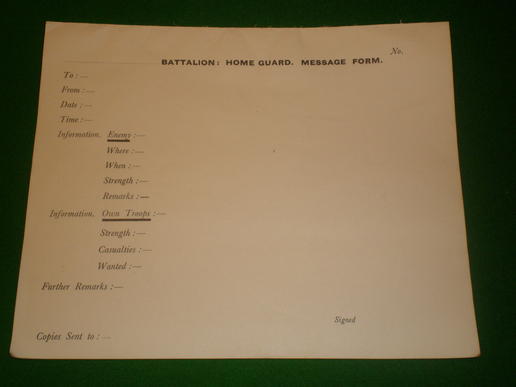 No.
BATTALION: HOME GUARD. MESSAGE FORM.
To :—
From :—
Date :—
Time :—
Information. Enemy :—
Where :—
When :—
Strength :—
Remarks :—
Information. Own Troops :—
Strength :—
Casualties :—
Wanted :—
Further Remarks :—
Signed
Copies Sent to :—